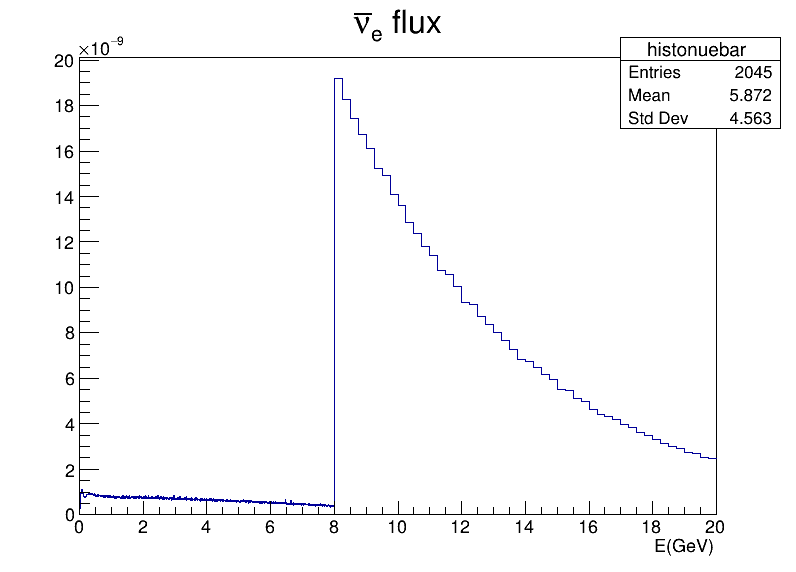 ν̅e flux
×10⁻⁹
histonuebar
Entries 2045
Mean 5.872
Std Dev 4.563
20
18
16
14
12
10
8
6
4
2
0
0 2 4 6 8 10 12 14 16 18 20
E(GeV)